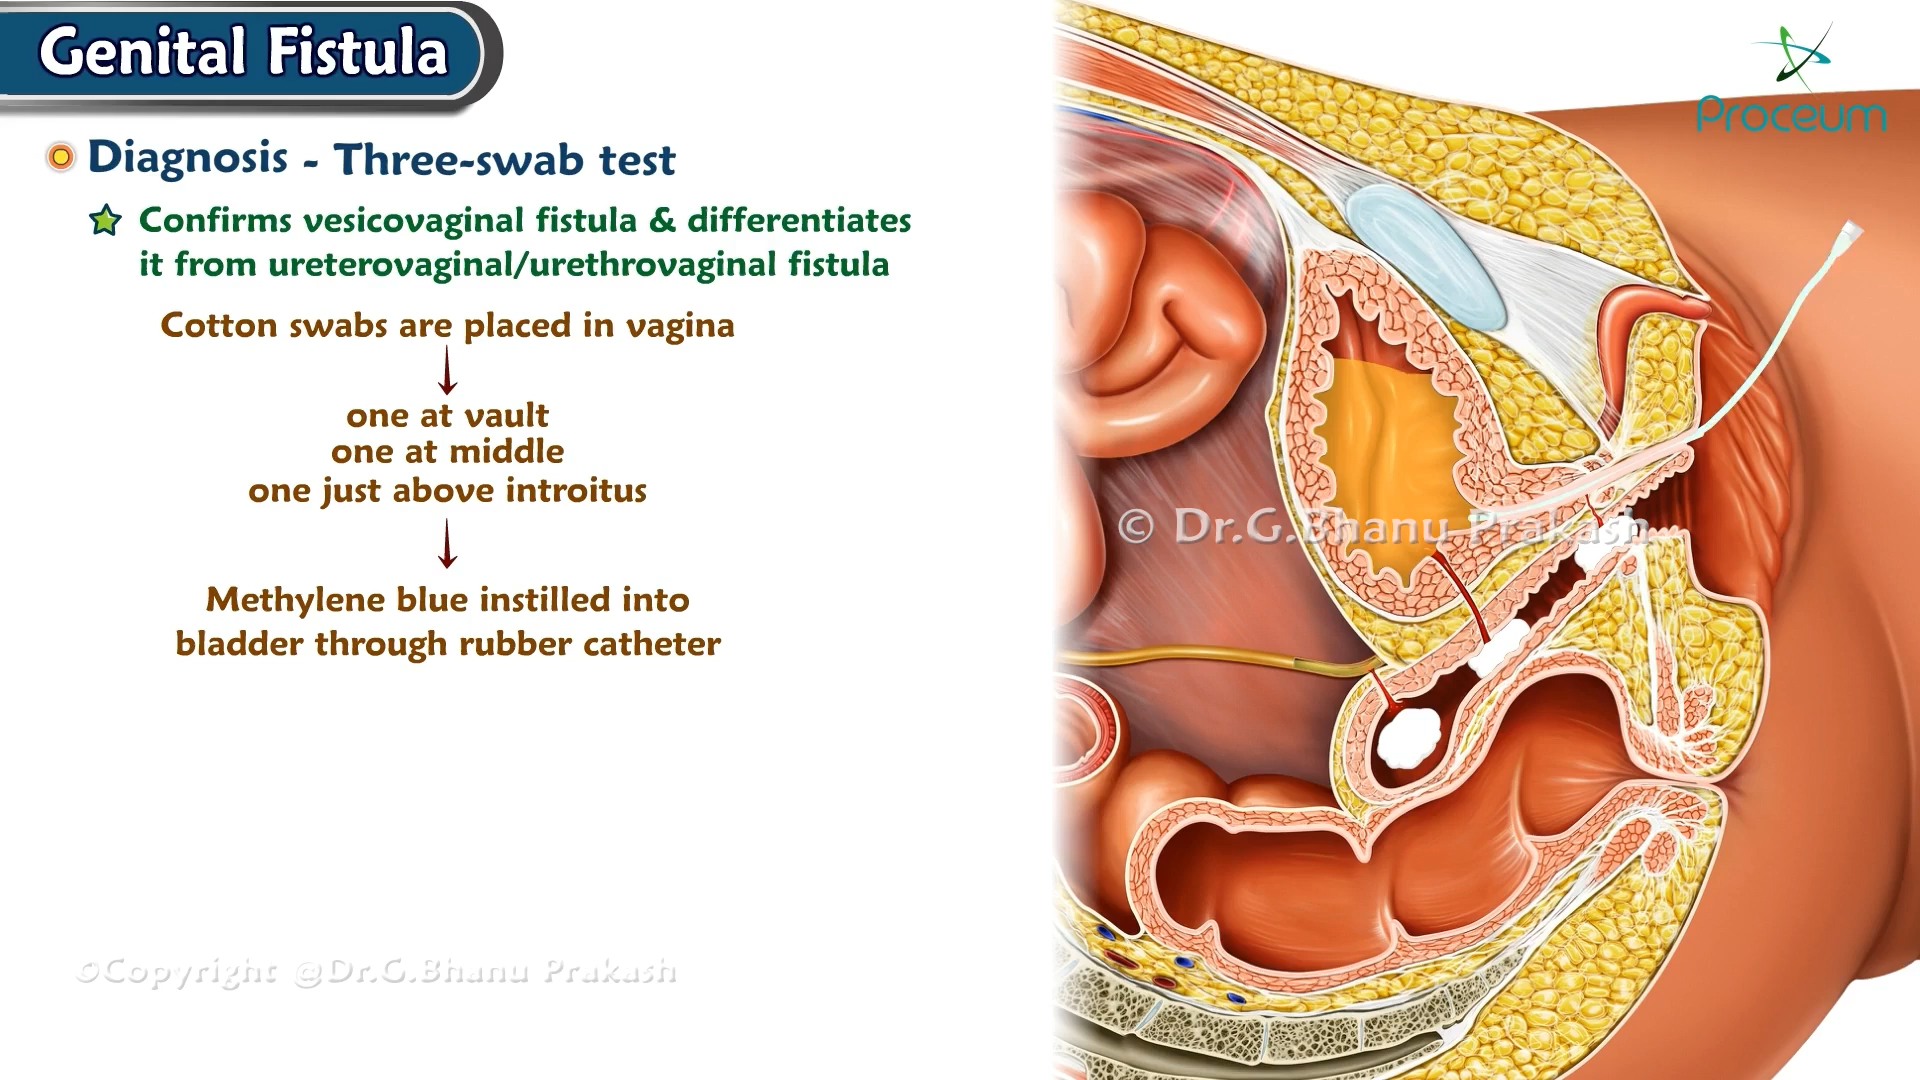 Genital Fistula
Proceum
Diagnosis - Three-swab test
Confirms vesicovaginal fistula & differentiates
it from ureterovaginal/urethrovaginal fistula
Cotton swabs are placed in vagina
one at vault
one at middle
one just above introitus
Methylene blue instilled into
bladder through rubber catheter
© Dr.G.Bhanu Prakash
©Copyright @Dr.G.Bhanu Prakash